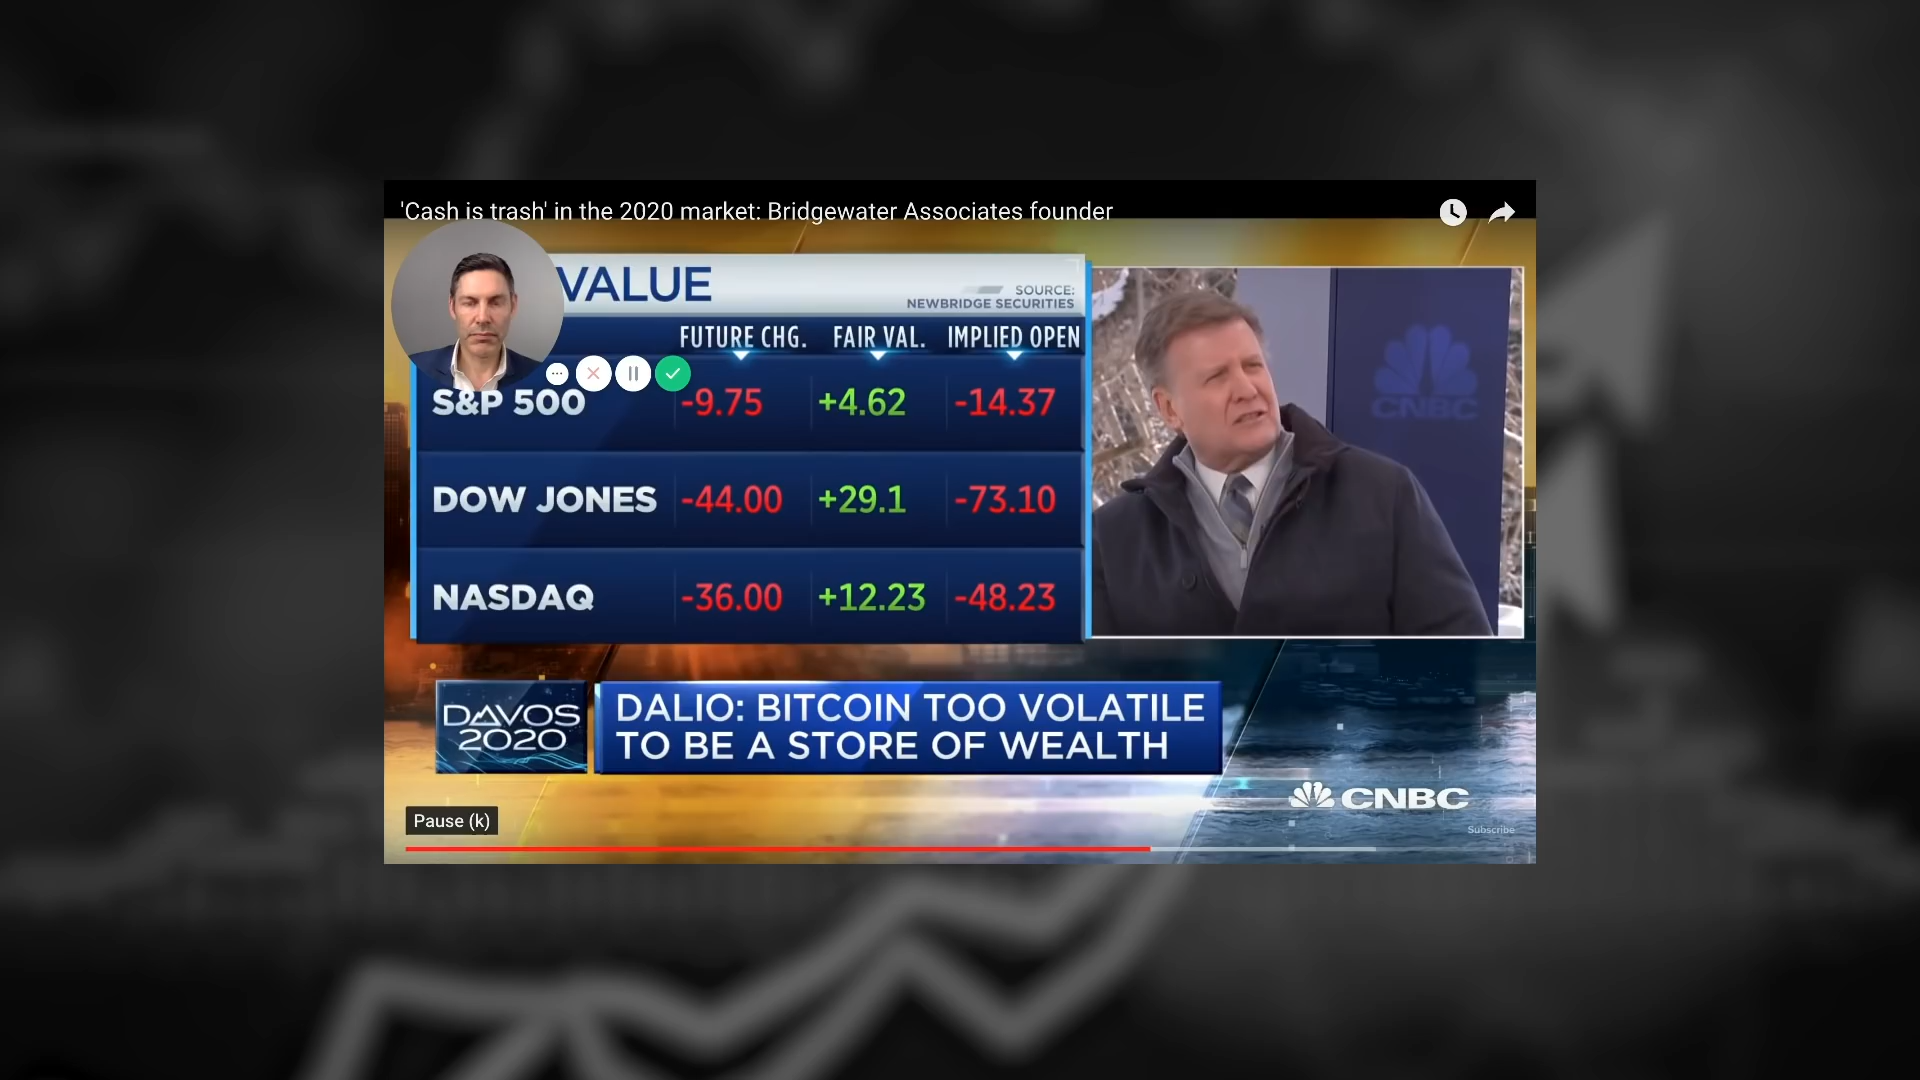 'Cash is trash' in the 2020 market: Bridgewater Associates founder
VALUE
SOURCE:
NEWBRIDGE SECURITIES
FUTURE CHG. FAIR VAL. IMPLIED OPEN
S&P 500 -9.75 +4.62 -14.37
DOW JONES -44.00 +29.1 -73.10
NASDAQ -36.00 +12.23 -48.23
CNBC
DAVOS
2020
DALIO: BITCOIN TOO VOLATILE
TO BE A STORE OF WEALTH
CNBC
Pause (k)
Subscribe